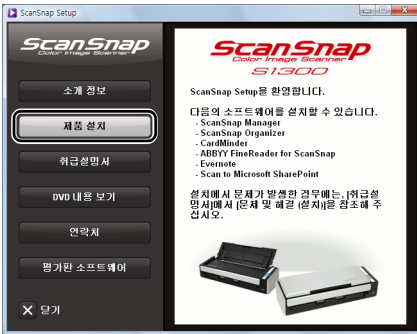 ScanSnap Setup
ScanSnap
Color Image Scanner
소개 정보
제품 설치
취급설명서
DVD 내용 보기
연락처
평가판 소프트웨어
닫기
ScanSnap
Color Image Scanner
S1300
ScanSnap Setup을 환영합니다.
다음의 소프트웨어를 설치할 수 있습니다.
- ScanSnap Manager
- ScanSnap Organizer
- CardMinder
- ABBYY FineReader for ScanSnap
- Evernote
- Scan to Microsoft SharePoint
설치에서 문제가 발생한 경우에는, [취급설
명서]에서 [문제 및 해결 (설치)]을 참조해 주
십시오.